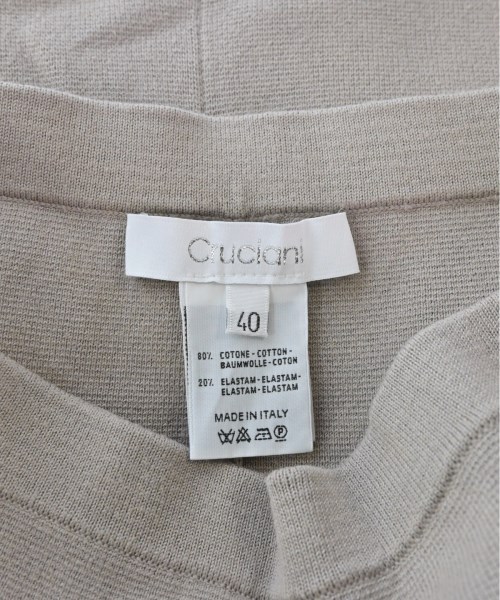 Cruciani
40
80% COTONE-COTTON-
BAUMWOLLE-COTON
20% ELASTAM-ELASTAM-
ELASTAM-ELASTAM
MADE IN ITALY
P